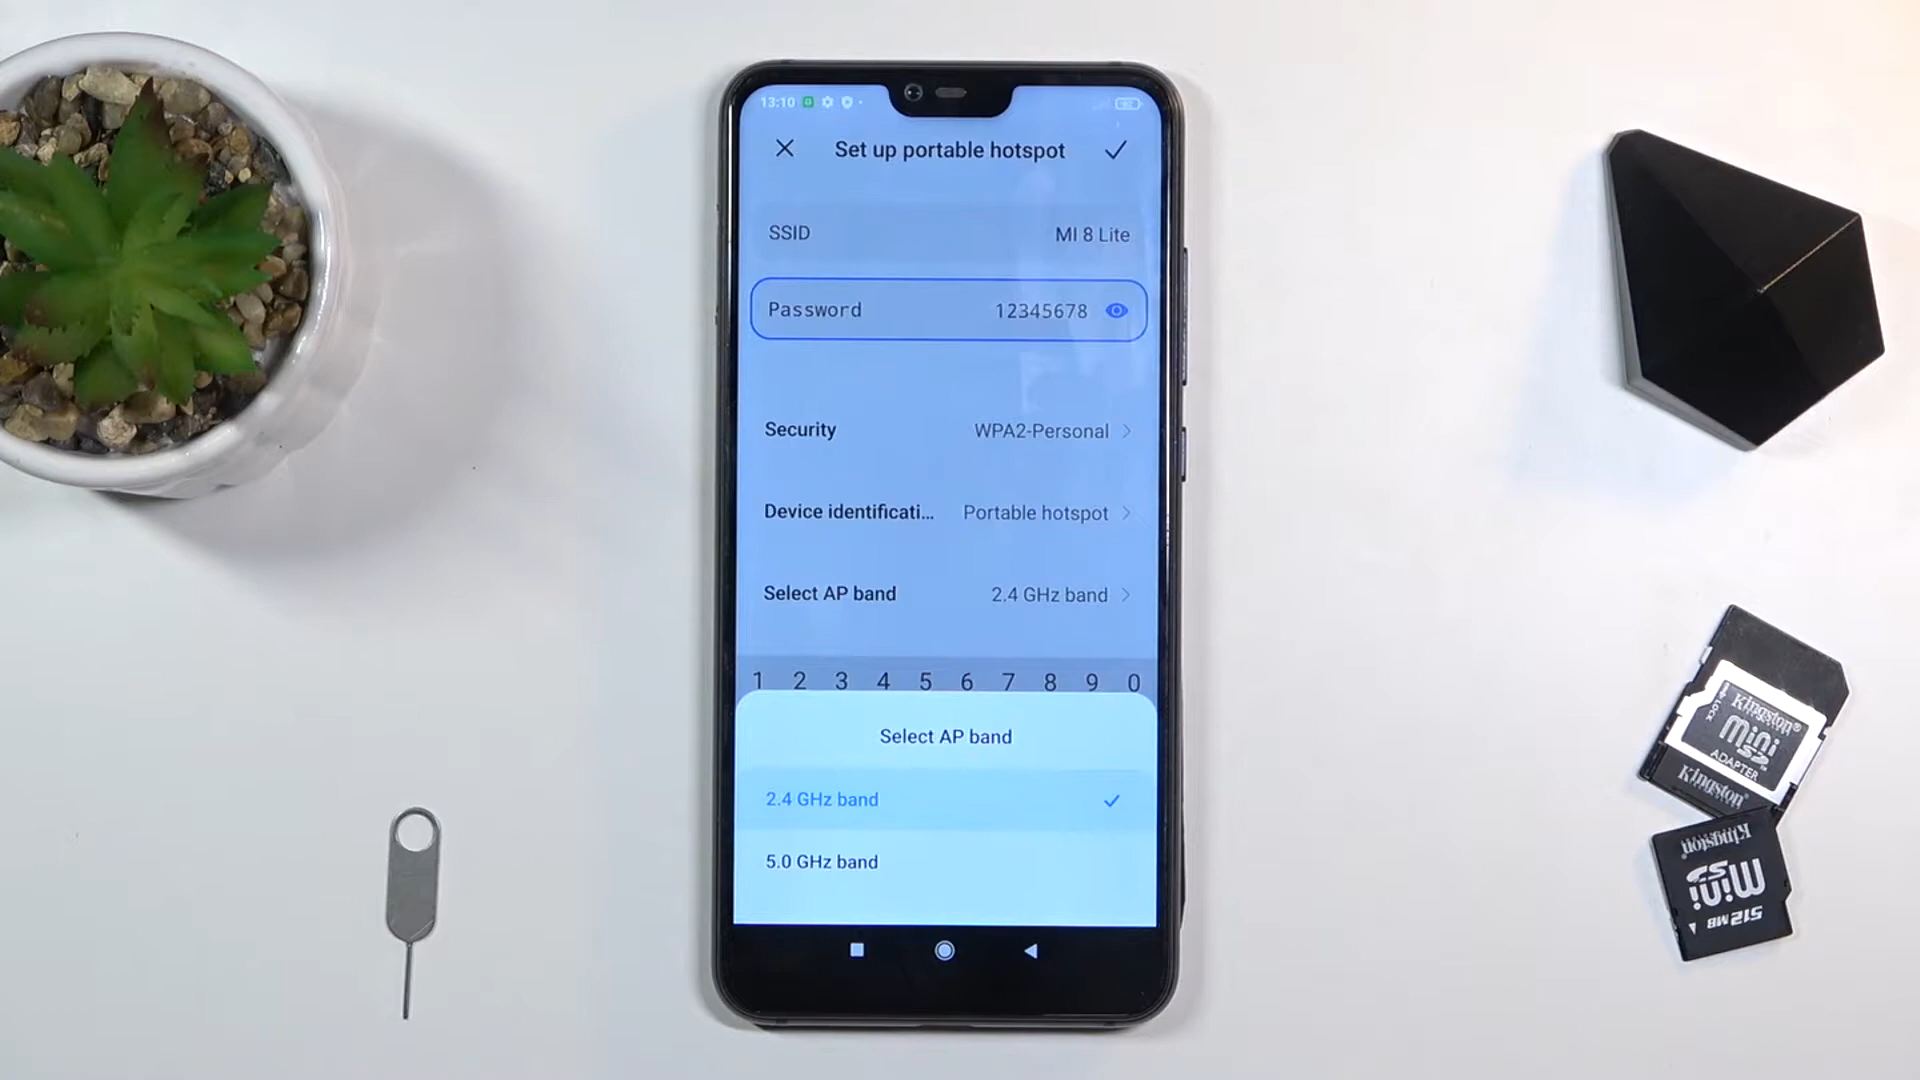 13:10
92
Set up portable hotspot
SSID MI 8 Lite
Password 12345678
Security WPA2-Personal
Device identificati... Portable hotspot
Select AP band 2.4 GHz band
1 2 3 4 5 6 7 8 9 0
Select AP band
2.4 GHz band
5.0 GHz band
LOCK
Kingston®
mini
SD
ADAPTER
Kingston®
Kingston
mini
512 MB